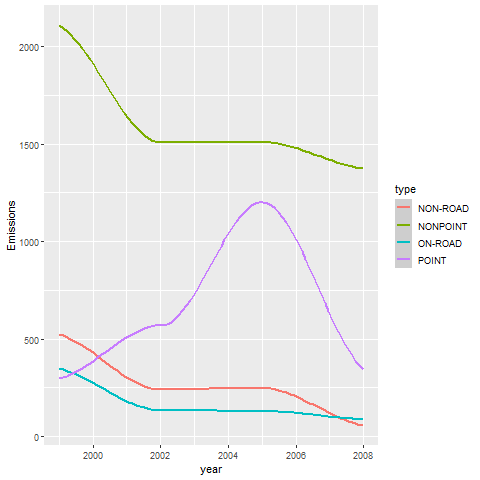 2000
1500
1000
500
0
Emissions
2000
2002
2004
2006
2008
year
type
NON-ROAD
NONPOINT
ON-ROAD
POINT